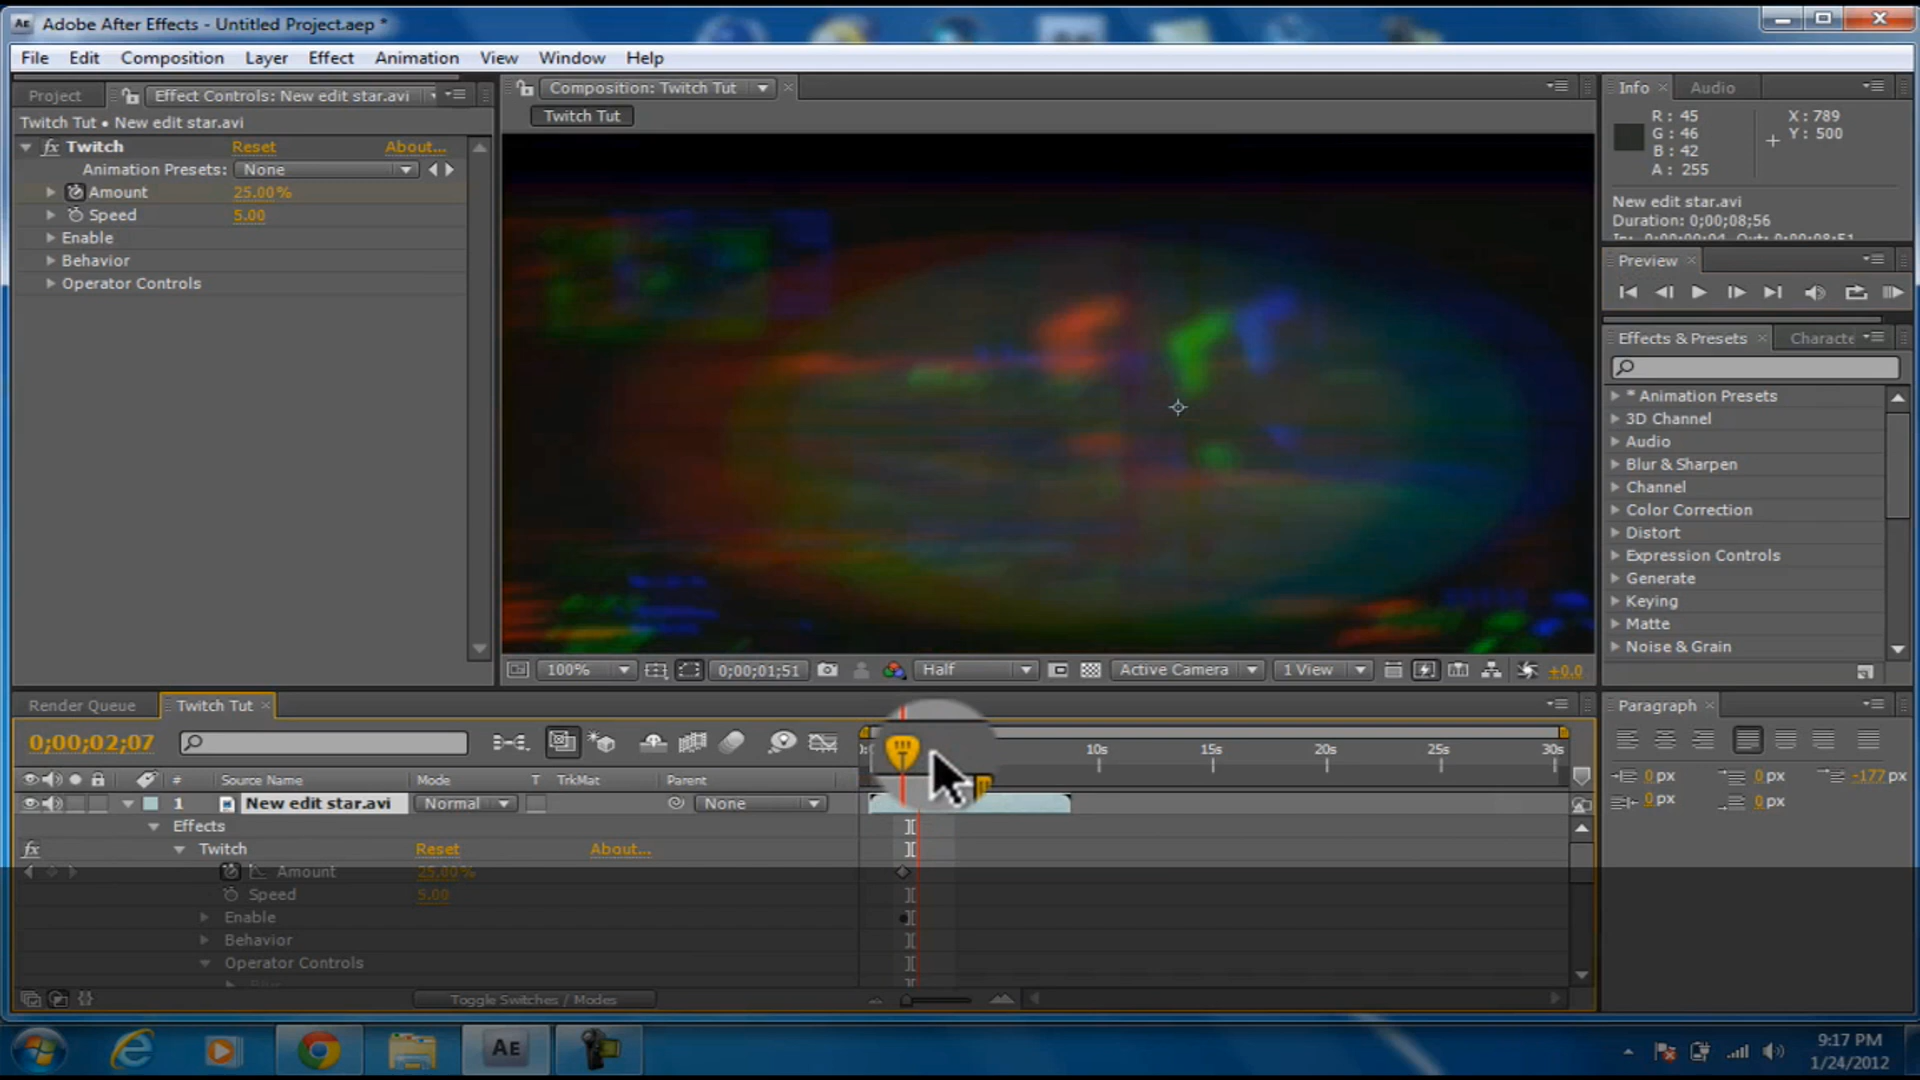 Adobe After Effects - Untitled Project.aep *
File Edit Composition Layer Effect Animation View Window Help
Project Effect Controls: New edit star.avi
Twitch Tut • New edit star.avi
fx Twitch Reset About...
Animation Presets: None
Amount 25.00%
Speed 5.00
Enable
Behavior
Operator Controls
Composition: Twitch Tut
Twitch Tut
100% 0;00;01;51 Half Active Camera 1 View +0.0
Info Audio
R : 45 X : 789
G : 46 Y : 500
B : 42
A : 255
New edit star.avi
Duration: 0;00;08;56
Preview
Effects & Presets Characte
* Animation Presets
3D Channel
Audio
Blur & Sharpen
Channel
Color Correction
Distort
Expression Controls
Generate
Keying
Matte
Noise & Grain
Render Queue Twitch Tut
0;00;02;07
10s 15s 20s 25s 30s
# Source Name Mode T TrkMat Parent
1 New edit star.avi Normal None
Effects
fx Twitch Reset About...
Amount 25.00%
Speed 5.00
Enable
Behavior
Operator Controls
Toggle Switches / Modes
Paragraph
0 px 0 px -177 px
0 px 0 px
AE
9:17 PM
1/24/2012